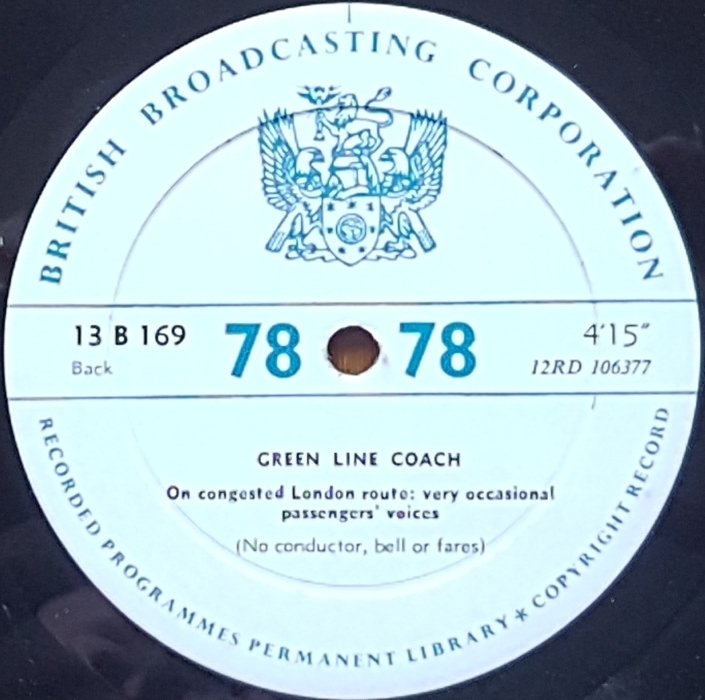 BRITISH BROADCASTING CORPORATION
13 B 169
Back
78 78
4'15"
12RD 106377
GREEN LINE COACH
On congested London route: very occasional
passengers' voices
(No conductor, bell or fares)
RECORDED PROGRAMMES PERMANENT LIBRARY * COPYRIGHT RECORD